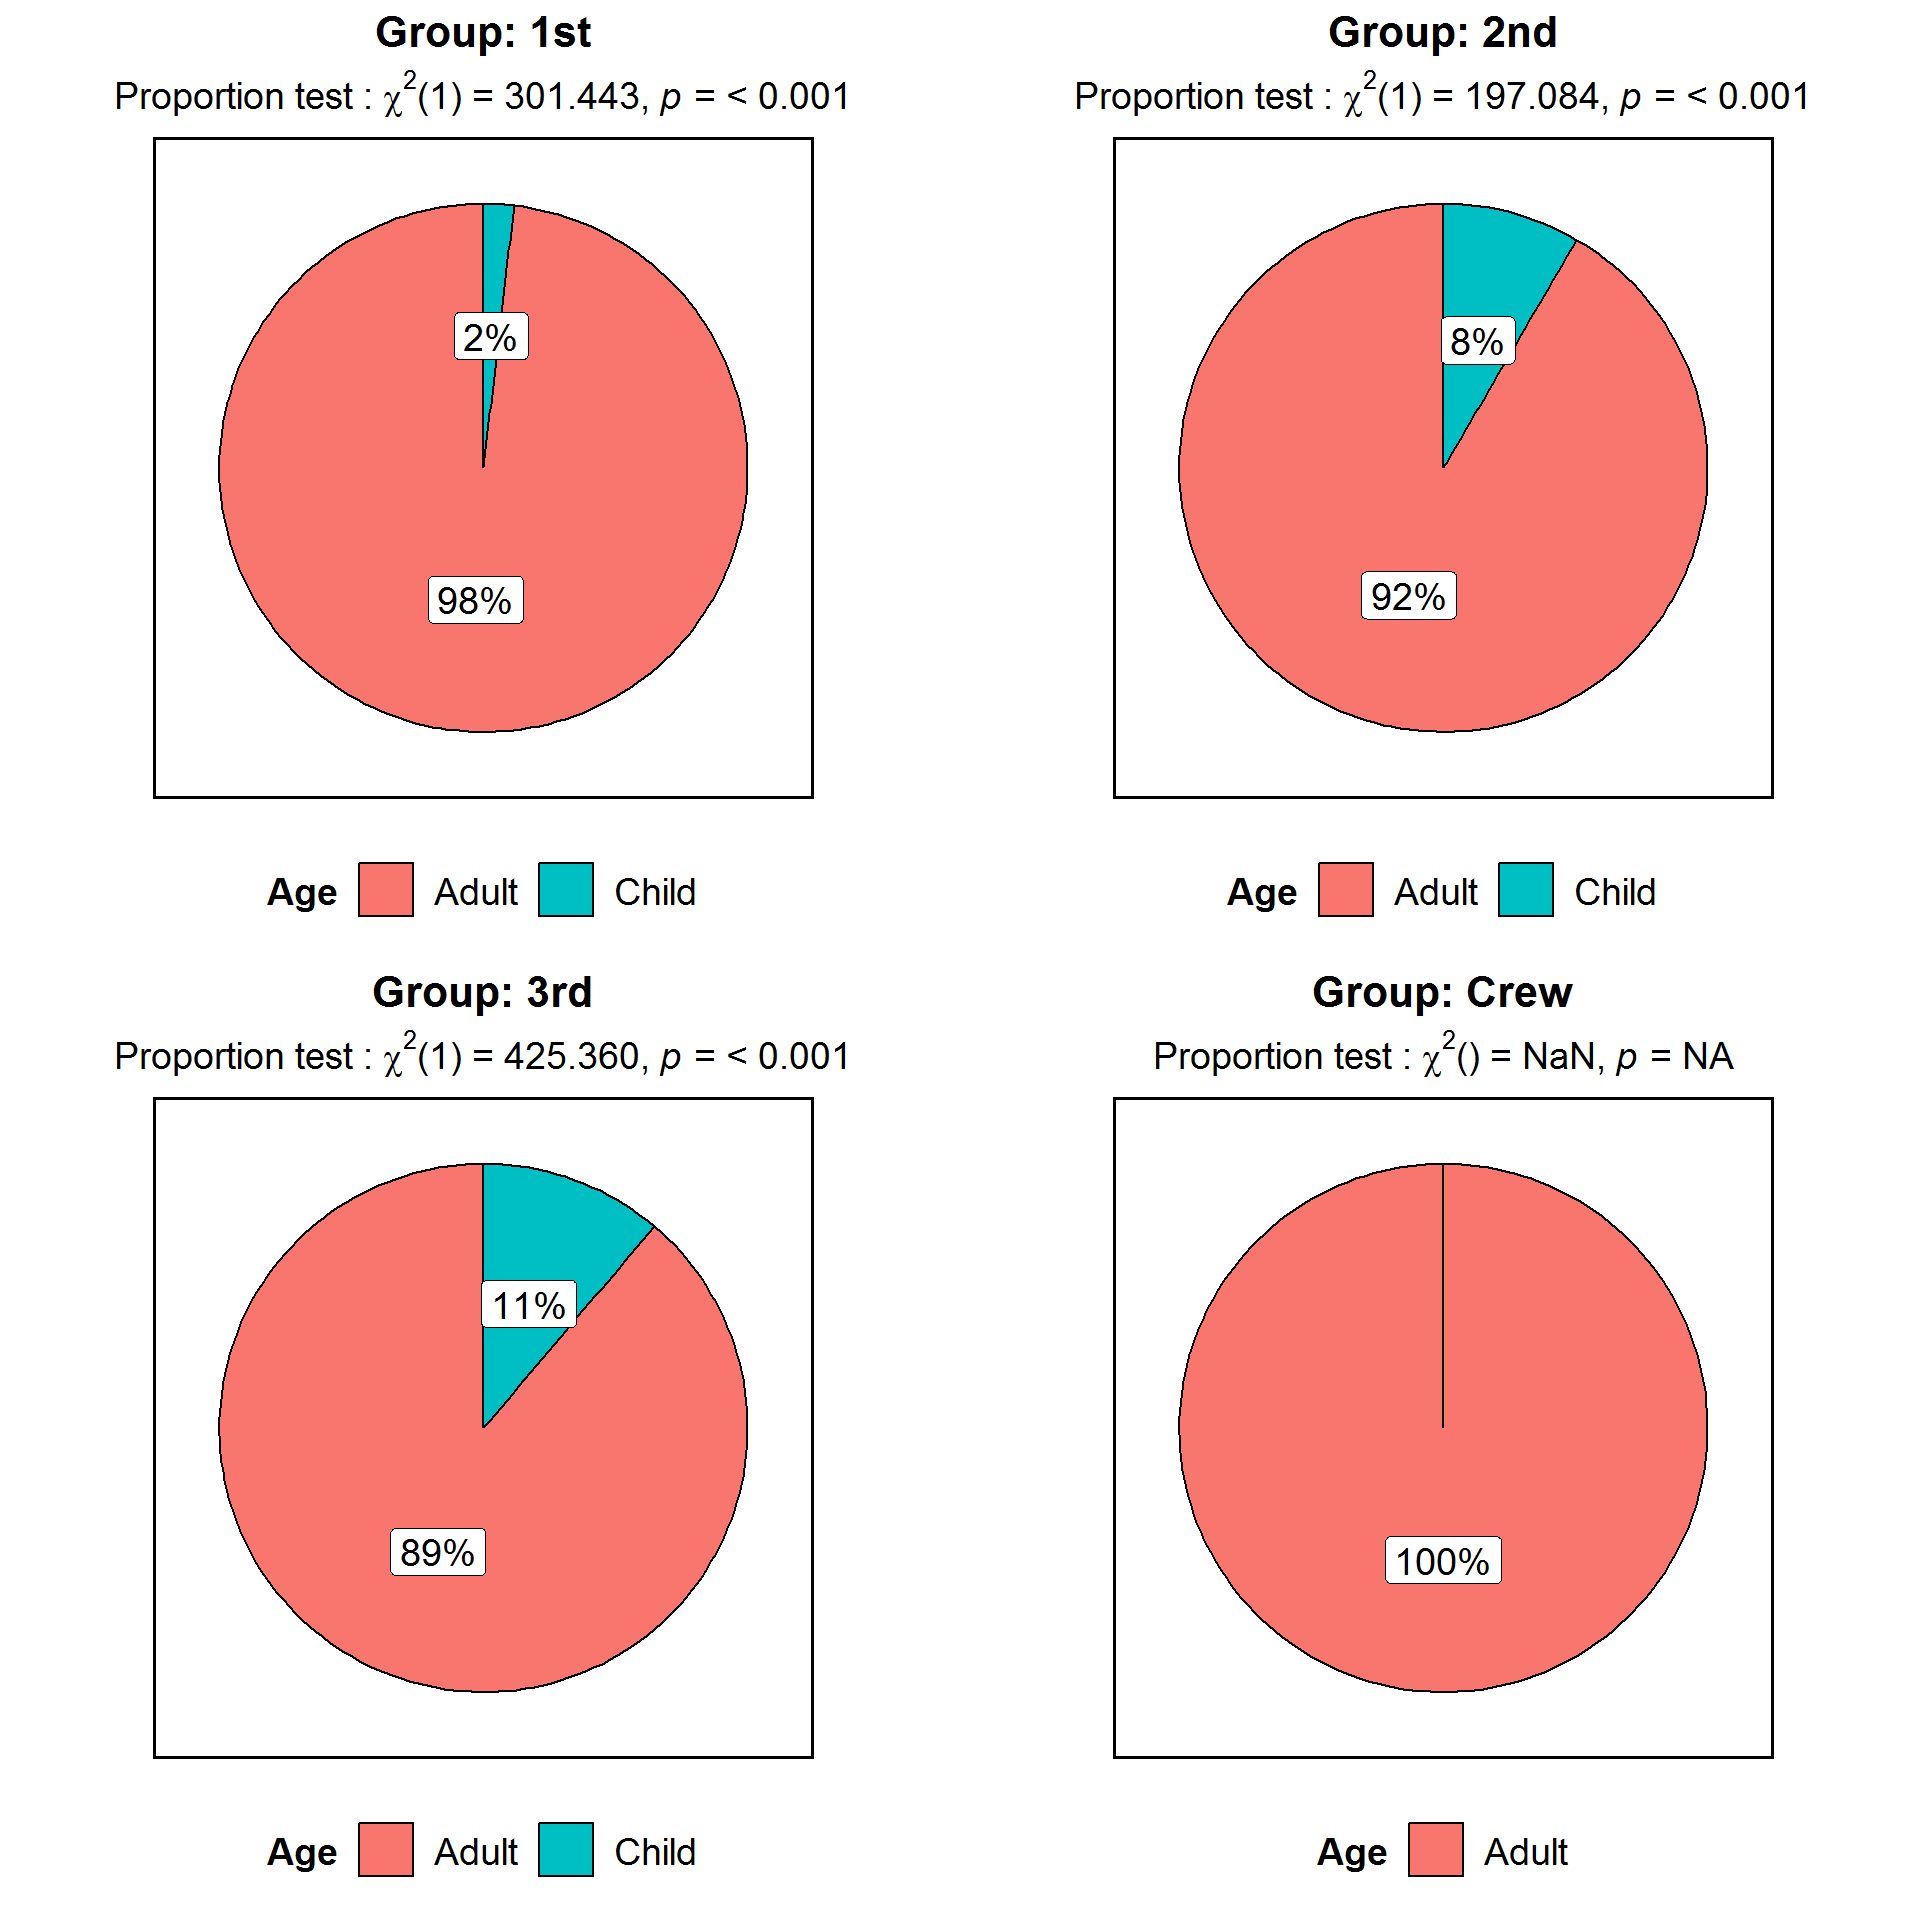 Group: 1st
Proportion test : χ²(1) = 301.443, p = < 0.001
2%
98%
Age Adult Child
Group: 2nd
Proportion test : χ²(1) = 197.084, p = < 0.001
8%
92%
Age Adult Child
Group: 3rd
Proportion test : χ²(1) = 425.360, p = < 0.001
11%
89%
Age Adult Child
Group: Crew
Proportion test : χ²() = NaN, p = NA
100%
Age Adult